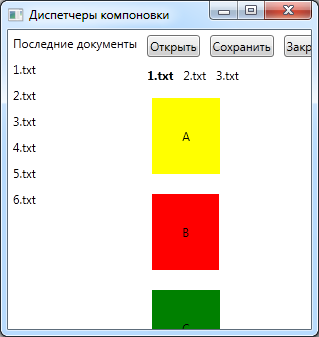 Диспетчеры компоновки
Последние документы
1.txt
2.txt
3.txt
4.txt
5.txt
6.txt
Открыть Сохранить Закр
1.txt 2.txt 3.txt
A
B
C